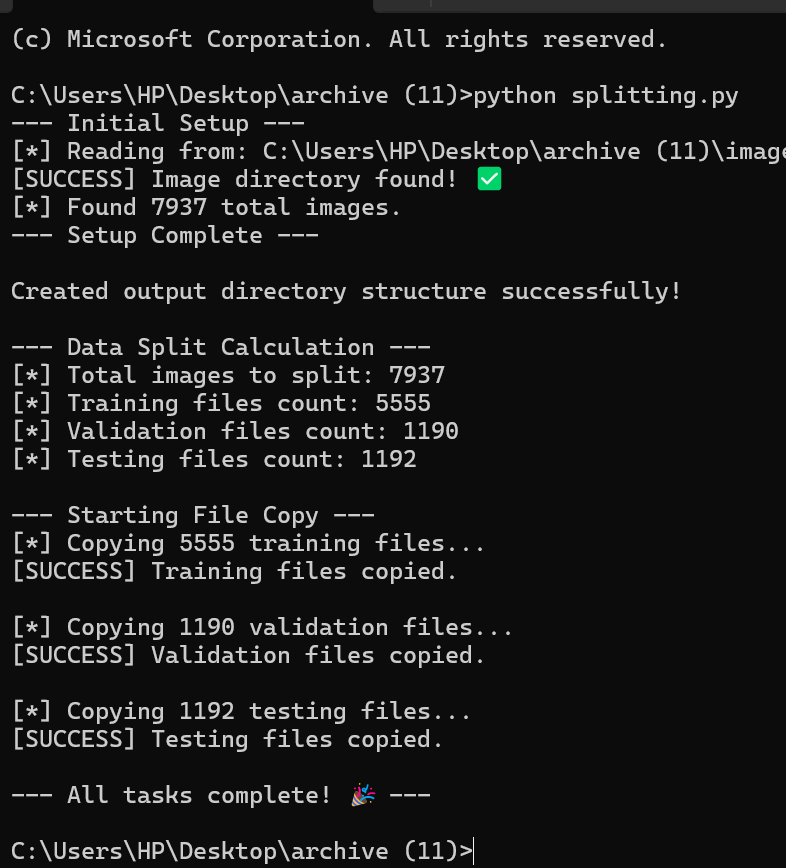 (c) Microsoft Corporation. All rights reserved.
C:\Users\HP\Desktop\archive (11)>python splitting.py
--- Initial Setup ---
[*] Reading from: C:\Users\HP\Desktop\archive (11)\image
[SUCCESS] Image directory found! ✅
[*] Found 7937 total images.
--- Setup Complete ---
Created output directory structure successfully!
--- Data Split Calculation ---
[*] Total images to split: 7937
[*] Training files count: 5555
[*] Validation files count: 1190
[*] Testing files count: 1192
--- Starting File Copy ---
[*] Copying 5555 training files...
[SUCCESS] Training files copied.
[*] Copying 1190 validation files...
[SUCCESS] Validation files copied.
[*] Copying 1192 testing files...
[SUCCESS] Testing files copied.
--- All tasks complete! 🎉 ---
C:\Users\HP\Desktop\archive (11)>